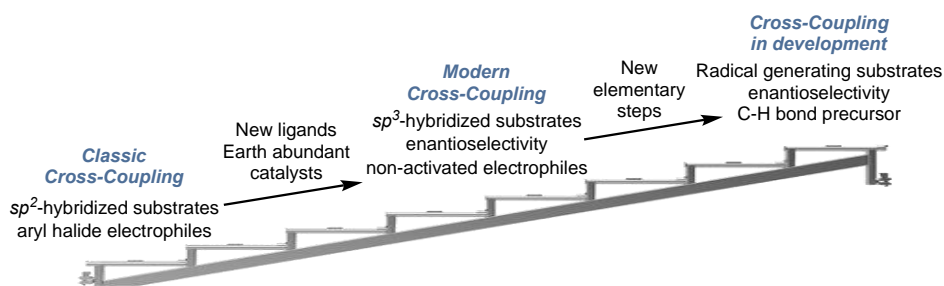 Classic
Cross-Coupling
sp²-hybridized substrates
aryl halide electrophiles
New ligands
Earth abundant
catalysts
Modern
Cross-Coupling
sp³-hybridized substrates
enantioselectivity
non-activated electrophiles
New
elementary
steps
Cross-Coupling
in development
Radical generating substrates
enantioselectivity
C-H bond precursor